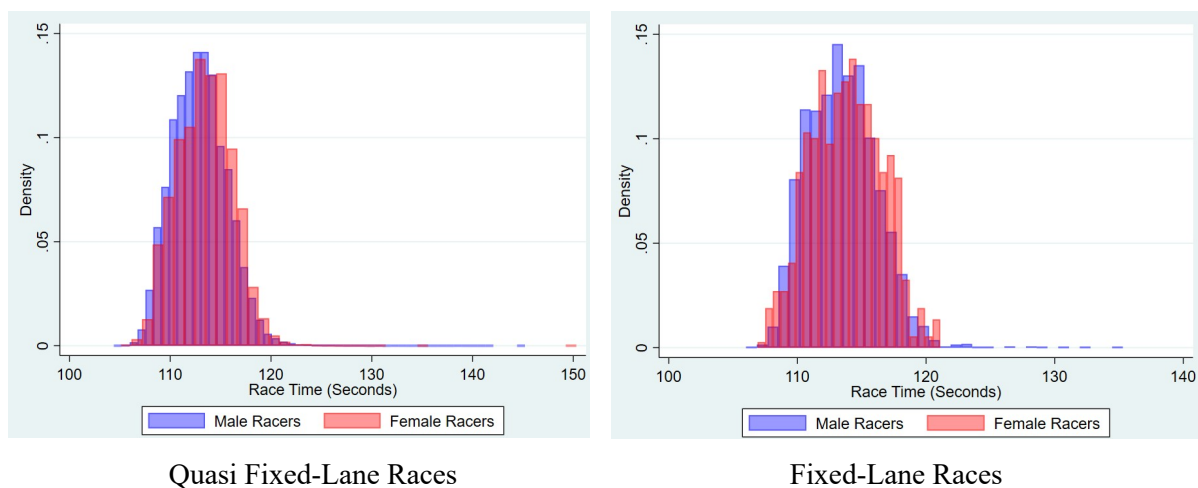 .15
.1
.05
0
Density
100 110 120 130 140 150
Race Time (Seconds)
Male Racers Female Racers
Quasi Fixed-Lane Races
.15
.1
.05
0
Density
100 110 120 130 140
Race Time (Seconds)
Male Racers Female Racers
Fixed-Lane Races